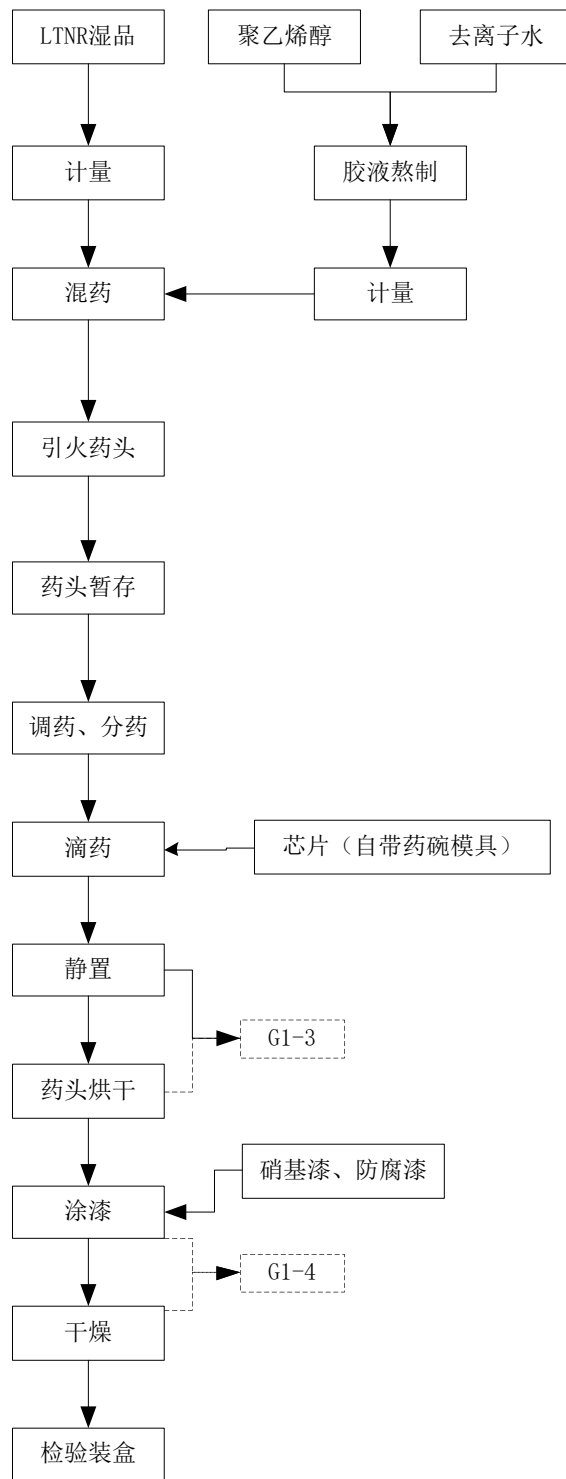 LTNR湿品
聚乙烯醇
去离子水
计量
胶液熬制
混药
计量
引火药头
药头暂存
调药、分药
滴药
芯片（自带药碗模具）
静置
G1-3
药头烘干
硝基漆、防腐漆
涂漆
G1-4
干燥
检验装盒